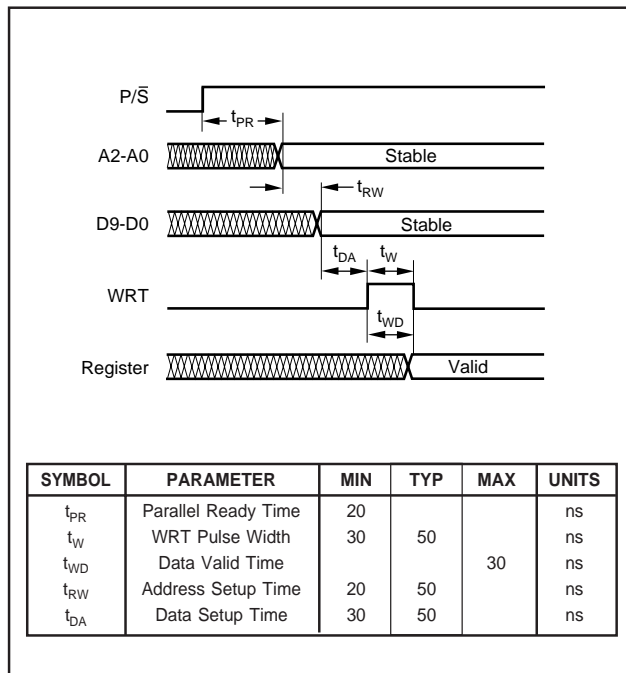 P/S̄
t_PR
A2-A0
Stable
t_RW
D9-D0
Stable
t_DA
t_W
WRT
t_WD
Register
Valid
SYMBOL PARAMETER MIN TYP MAX UNITS
t_PR Parallel Ready Time 20 ns
t_W WRT Pulse Width 30 50 ns
t_WD Data Valid Time 30 ns
t_RW Address Setup Time 20 50 ns
t_DA Data Setup Time 30 50 ns